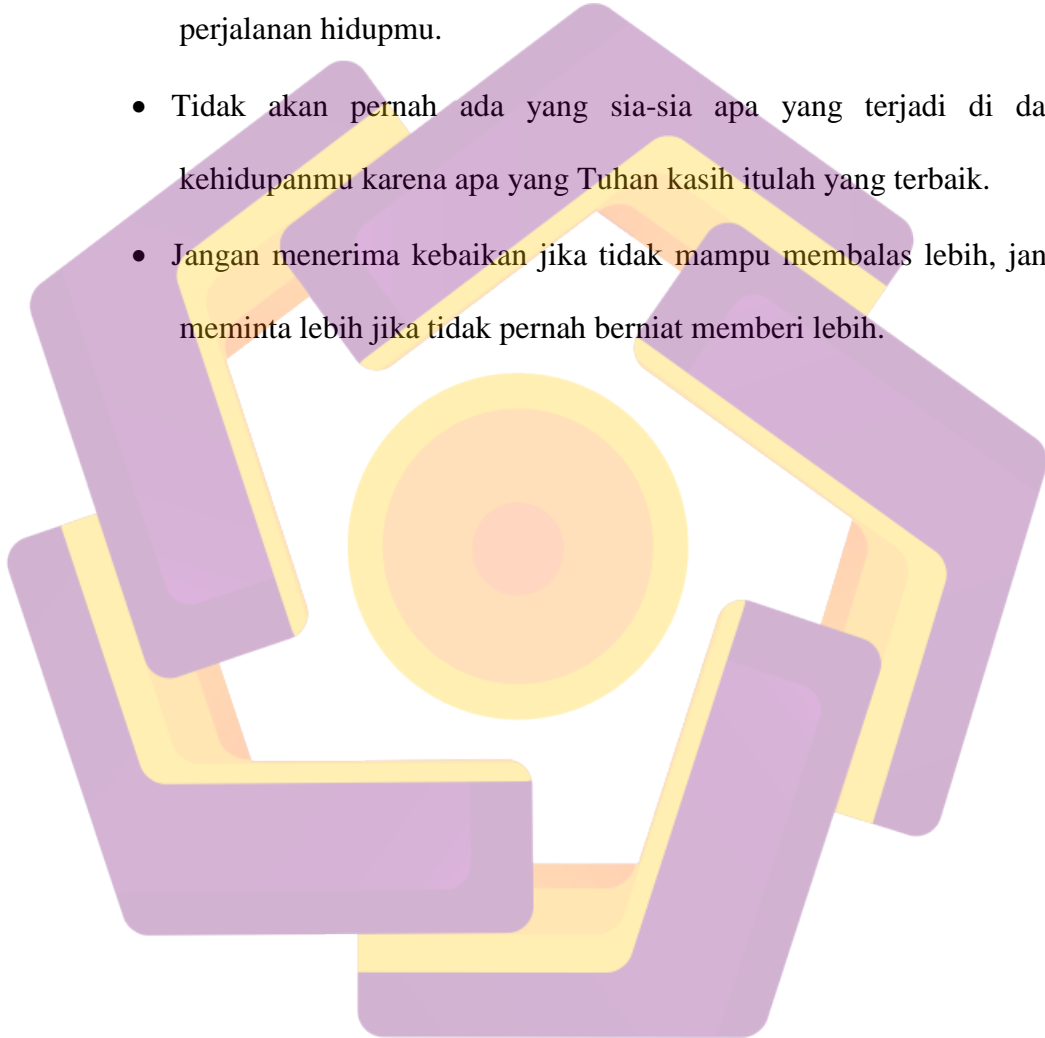 perjalanan hidupmu.
• Tidak akan pernah ada yang sia-sia apa yang terjadi di da
kehidupanmu karena apa yang Tuhan kasih itulah yang terbaik.
• Jangan menerima kebaikan jika tidak mampu membalas lebih, jan
meminta lebih jika tidak pernah berniat memberi lebih.